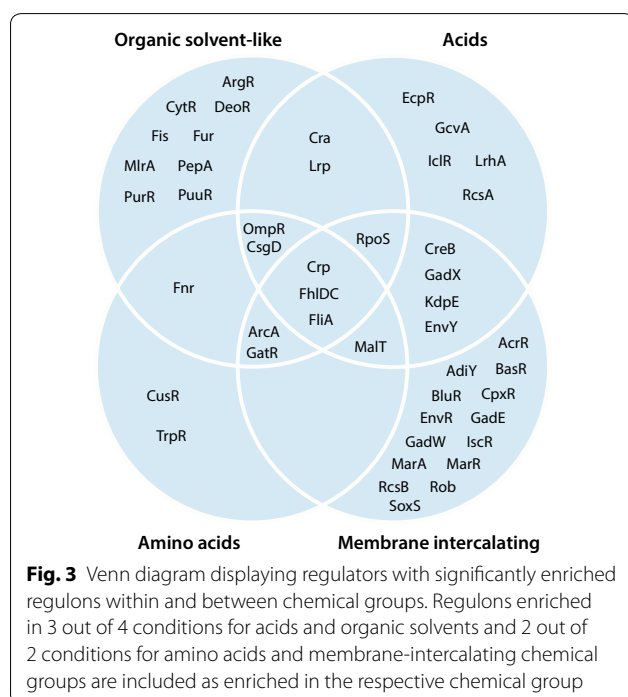 Organic solvent-like Acids
ArgR
EcpR
CytR DeoR
GcvA
Fis Fur
Cra
MlrA PepA
Lrp
IclR LrhA
PurR PuuR
RcsA
OmpR
CsgD
RpoS
CreB
Crp
GadX
Fnr
FhlDC
KdpE
FliA
EnvY
ArcA
GatR
MalT
AcrR
AdiY BasR
CusR
BluR CpxR
EnvR GadE
TrpR
GadW IscR
MarA MarR
RcsB Rob
SoxS
Amino acids Membrane intercalating
Fig. 3 Venn diagram displaying regulators with significantly enriched
regulons within and between chemical groups. Regulons enriched
in 3 out of 4 conditions for acids and organic solvents and 2 out of
2 conditions for amino acids and membrane-intercalating chemical
groups are included as enriched in the respective chemical group